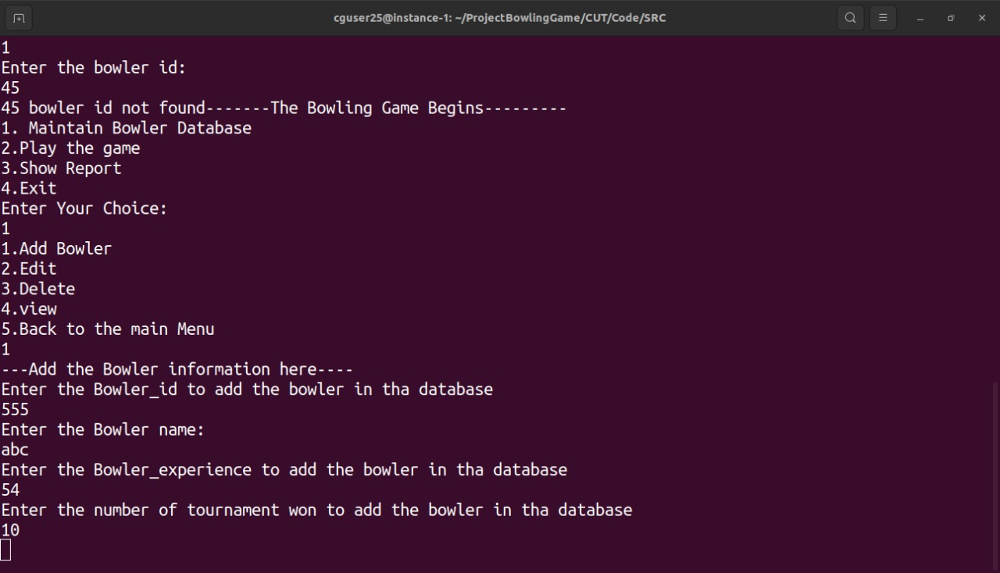 cguser25@instance-1: ~/ProjectBowlingGame/CUT/Code/SRC
1
Enter the bowler id:
45
45 bowler id not found-------The Bowling Game Begins---------
1. Maintain Bowler Database
2.Play the game
3.Show Report
4.Exit
Enter Your Choice:
1
1.Add Bowler
2.Edit
3.Delete
4.view
5.Back to the main Menu
1
---Add the Bowler information here----
Enter the Bowler_id to add the bowler in tha database
555
Enter the Bowler name:
abc
Enter the Bowler_experience to add the bowler in tha database
54
Enter the number of tournament won to add the bowler in tha database
10